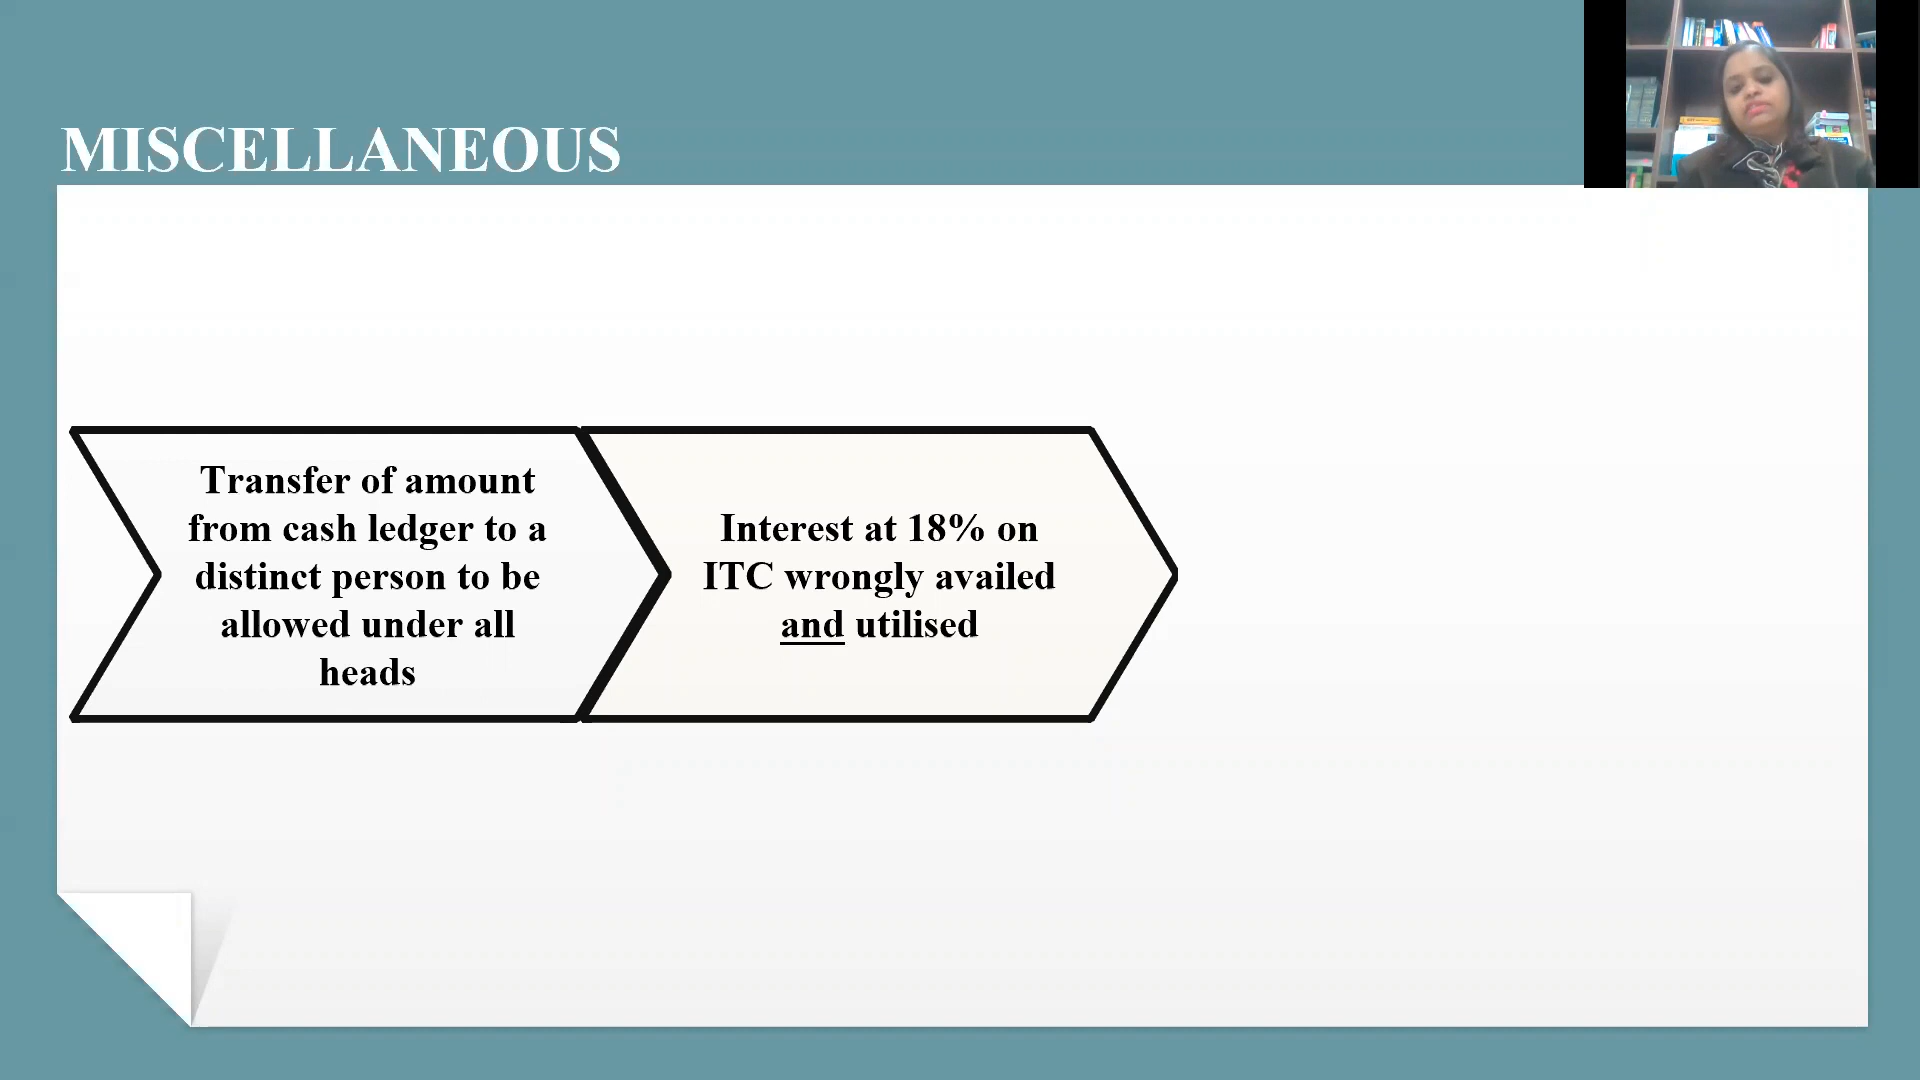 MISCELLANEOUS
Transfer of amount
from cash ledger to a
distinct person to be
allowed under all
heads
Interest at 18% on
ITC wrongly availed
and utilised